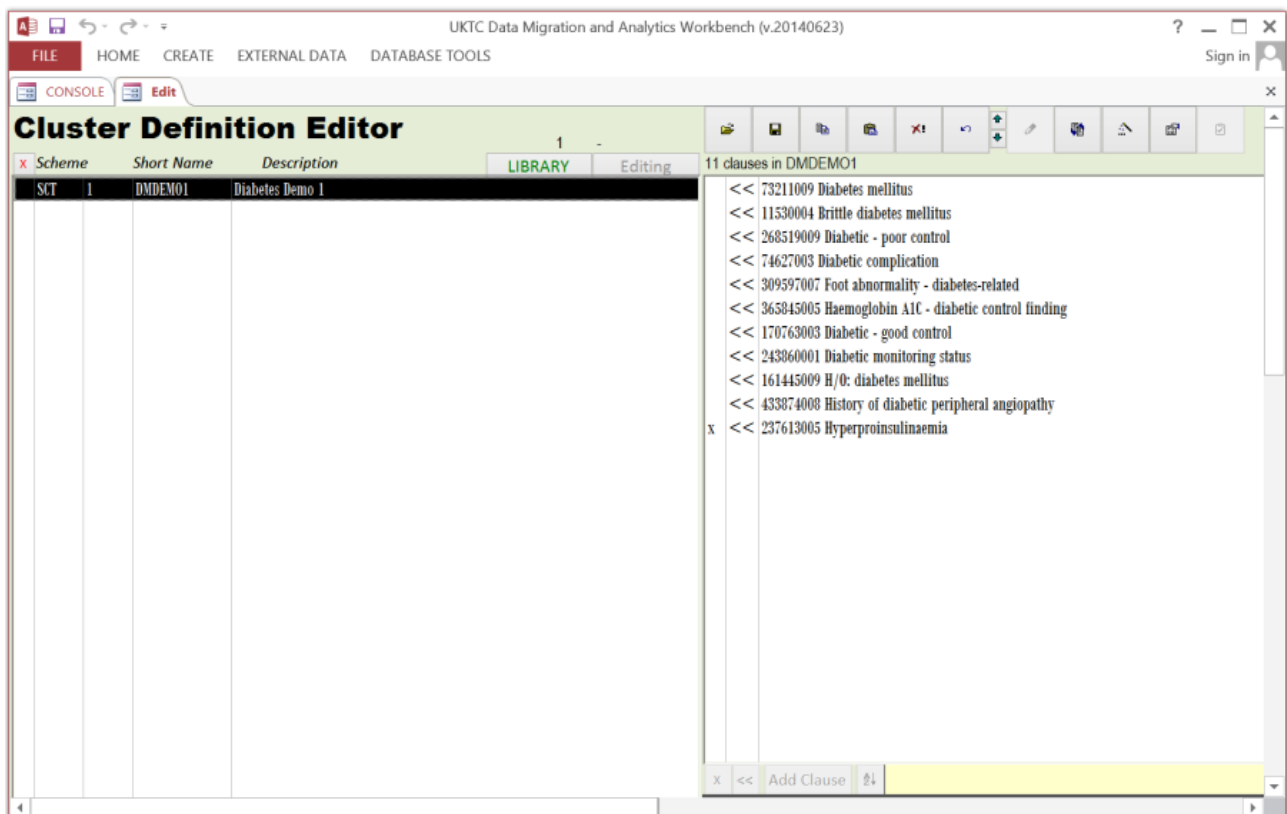 UKTC Data Migration and Analytics Workbench (v.20140623)
FILE HOME CREATE EXTERNAL DATA DATABASE TOOLS Sign in
CONSOLE Edit
Cluster Definition Editor
1 -
x Scheme Short Name Description LIBRARY Editing
SCT 1 DMDEMO1 Diabetes Demo 1
11 clauses in DMDEMO1
<< 73211009 Diabetes mellitus
<< 11530004 Brittle diabetes mellitus
<< 268519009 Diabetic - poor control
<< 74627003 Diabetic complication
<< 309597007 Foot abnormality - diabetes-related
<< 365845005 Haemoglobin A1C - diabetic control finding
<< 170763003 Diabetic - good control
<< 243860001 Diabetic monitoring status
<< 161445009 H/O: diabetes mellitus
<< 433874008 History of diabetic peripheral angiopathy
x << 237613005 Hyperproinsulinaemia
x << Add Clause